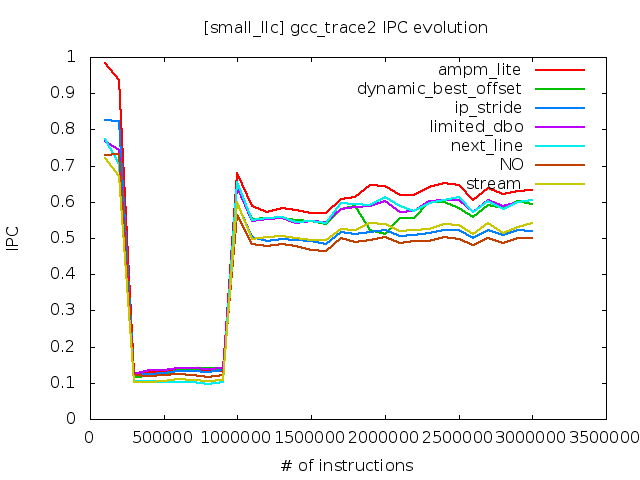 [small_llc] gcc_trace2 IPC evolution
1
0.9
0.8
0.7
0.6
0.5
0.4
0.3
0.2
0.1
0
IPC
ampm_lite
dynamic_best_offset
ip_stride
limited_dbo
next_line
NO
stream
0 500000 1000000 1500000 2000000 2500000 3000000 3500000
# of instructions